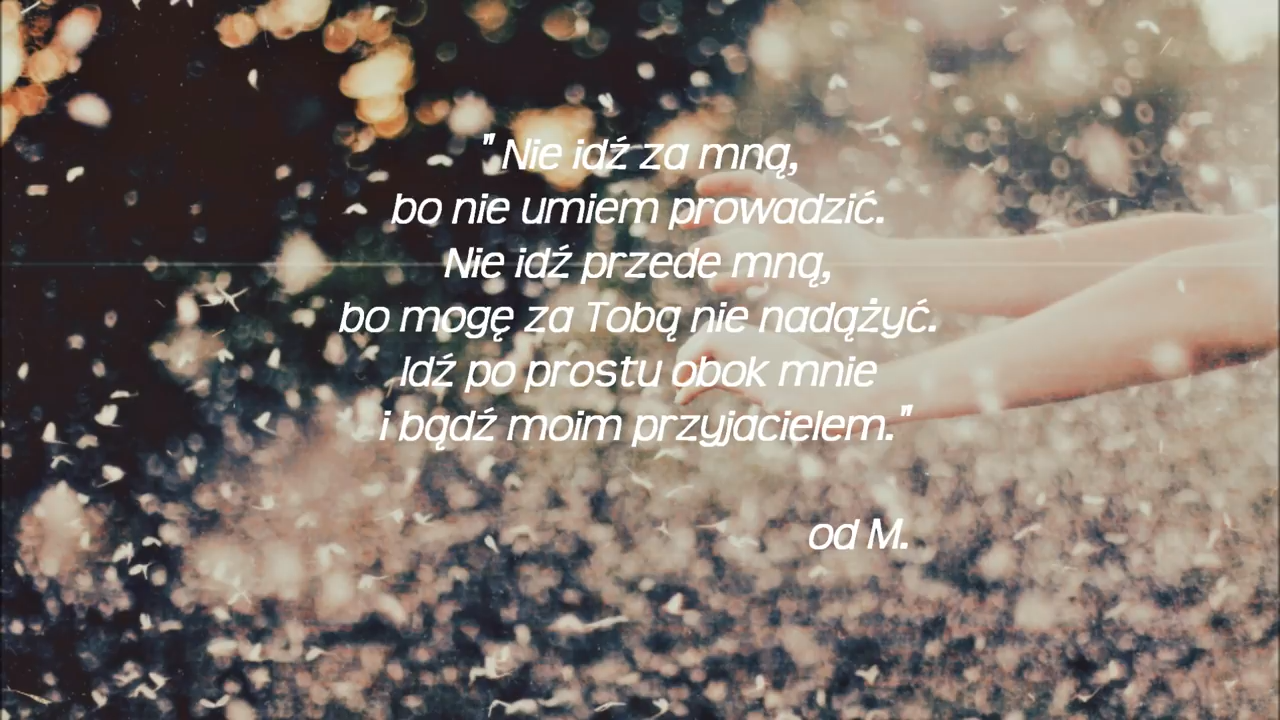 " Nie idź za mną,
bo nie umiem prowadzić.
Nie idź przede mną,
bo mogę za Tobą nie nadążyć.
Idź po prostu obok mnie
i bądź moim przyjacielem."
od M.